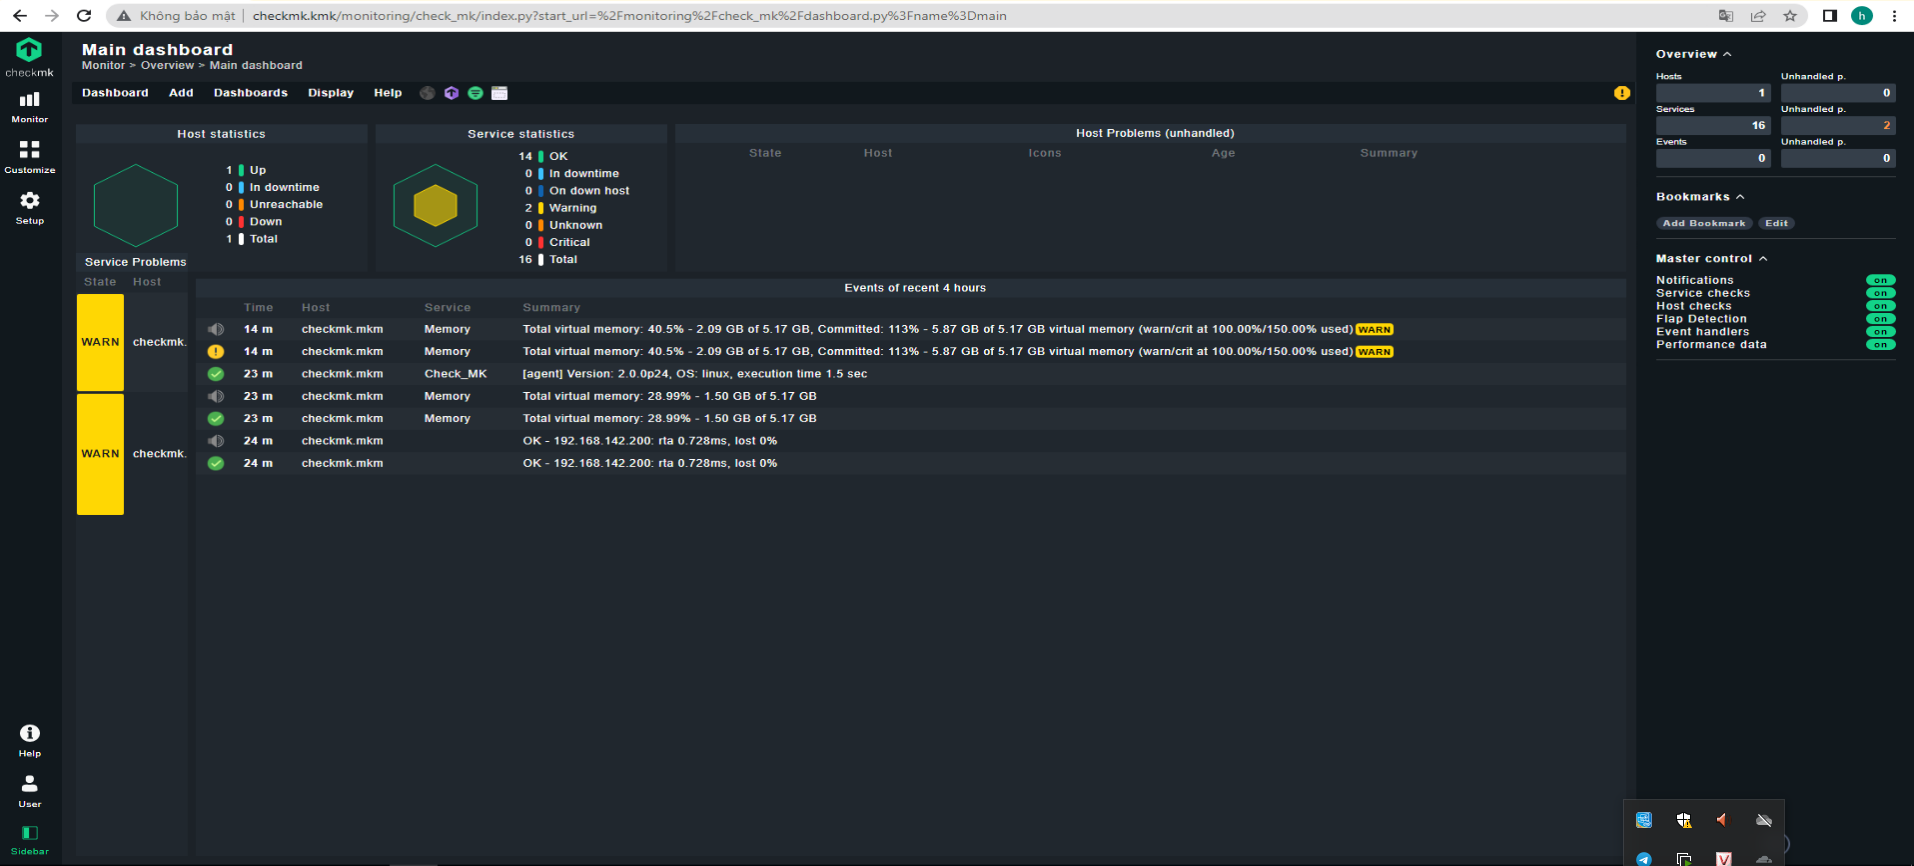 Không bảo mật | checkmk.kmk/monitoring/check_mk/index.py?start_url=%2Fmonitoring%2Fcheck_mk%2Fdashboard.py%3Fname%3Dmain
h
checkmk
Monitor
Customize
Setup
Help
User
Sidebar
Main dashboard
Monitor > Overview > Main dashboard
Dashboard Add Dashboards Display Help
Host statistics
1 Up
0 In downtime
0 Unreachable
0 Down
1 Total
Service statistics
14 OK
0 In downtime
0 On down host
2 Warning
0 Unknown
0 Critical
16 Total
Host Problems (unhandled)
State Host Icons Age Summary
Service Problems
State Host
WARN checkmk.
WARN checkmk.
Events of recent 4 hours
Time Host Service Summary
14 m checkmk.mkm Memory Total virtual memory: 40.5% - 2.09 GB of 5.17 GB, Committed: 113% - 5.87 GB of 5.17 GB virtual memory (warn/crit at 100.00%/150.00% used) WARN
14 m checkmk.mkm Memory Total virtual memory: 40.5% - 2.09 GB of 5.17 GB, Committed: 113% - 5.87 GB of 5.17 GB virtual memory (warn/crit at 100.00%/150.00% used) WARN
23 m checkmk.mkm Check_MK [agent] Version: 2.0.0p24, OS: linux, execution time 1.5 sec
23 m checkmk.mkm Memory Total virtual memory: 28.99% - 1.50 GB of 5.17 GB
23 m checkmk.mkm Memory Total virtual memory: 28.99% - 1.50 GB of 5.17 GB
24 m checkmk.mkm OK - 192.168.142.200: rta 0.728ms, lost 0%
24 m checkmk.mkm OK - 192.168.142.200: rta 0.728ms, lost 0%
Overview
Hosts Unhandled p.
1 0
Services Unhandled p.
16 2
Events Unhandled p.
0 0
Bookmarks
Add Bookmark Edit
Master control
Notifications on
Service checks on
Host checks on
Flap Detection on
Event handlers on
Performance data on
V